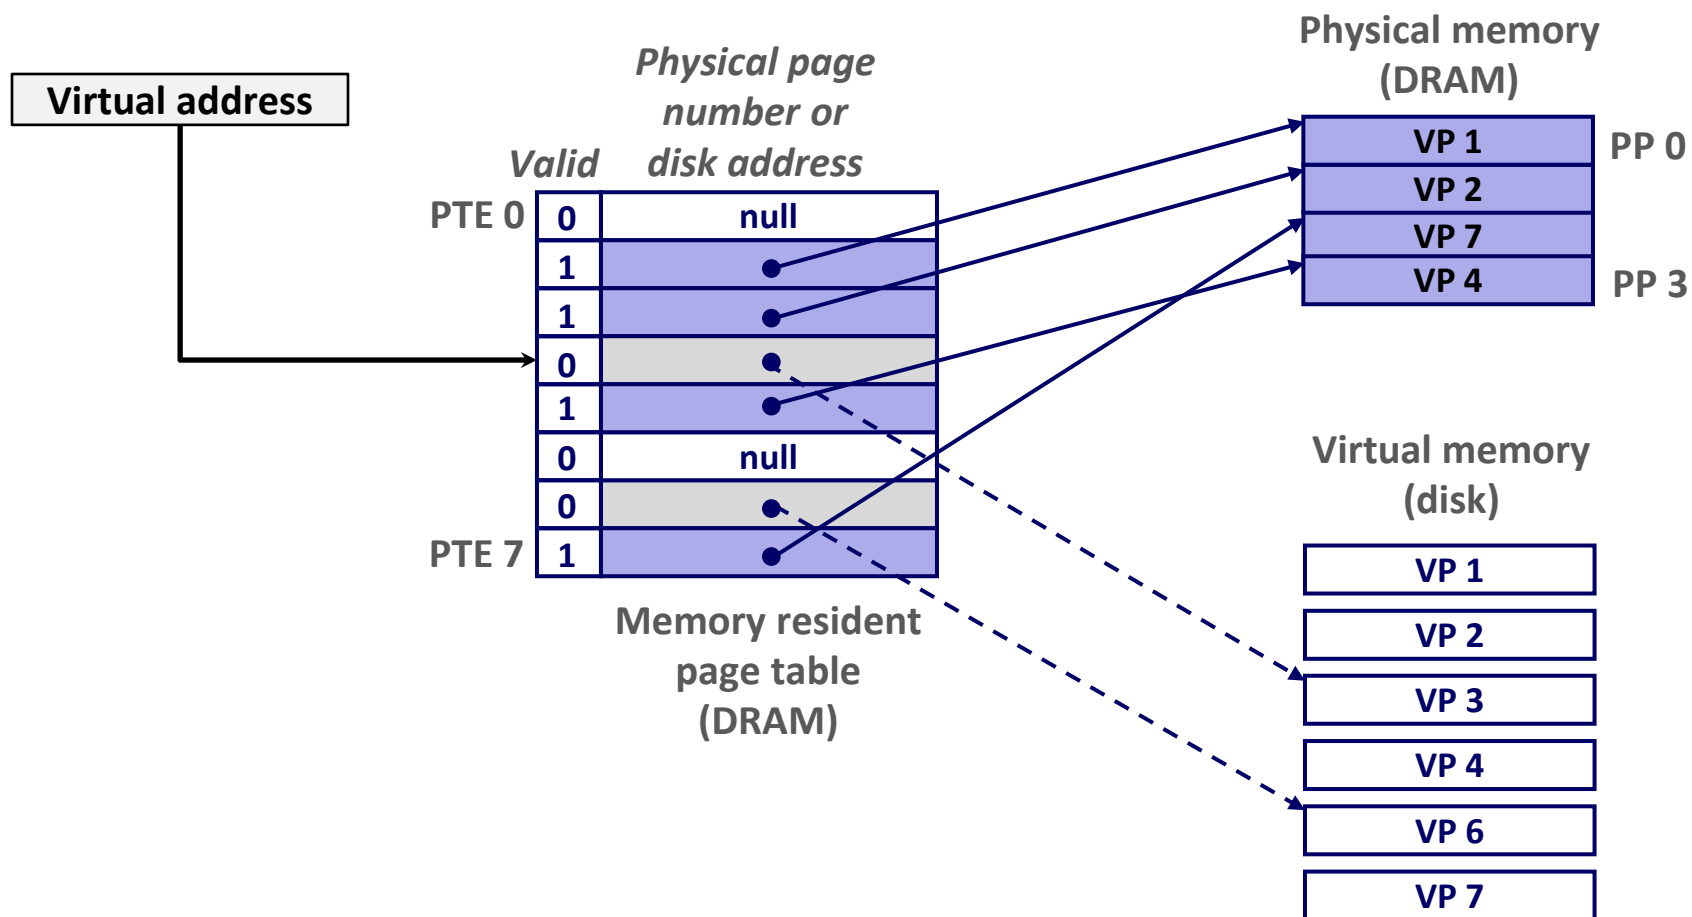 Virtual address
Physical page
number or
disk address
Valid
PTE 0
0
null
1
1
0
1
0
null
0
PTE 7
1
Memory resident
page table
(DRAM)
Physical memory
(DRAM)
VP 1
PP 0
VP 2
VP 7
VP 4
PP 3
Virtual memory
(disk)
VP 1
VP 2
VP 3
VP 4
VP 6
VP 7